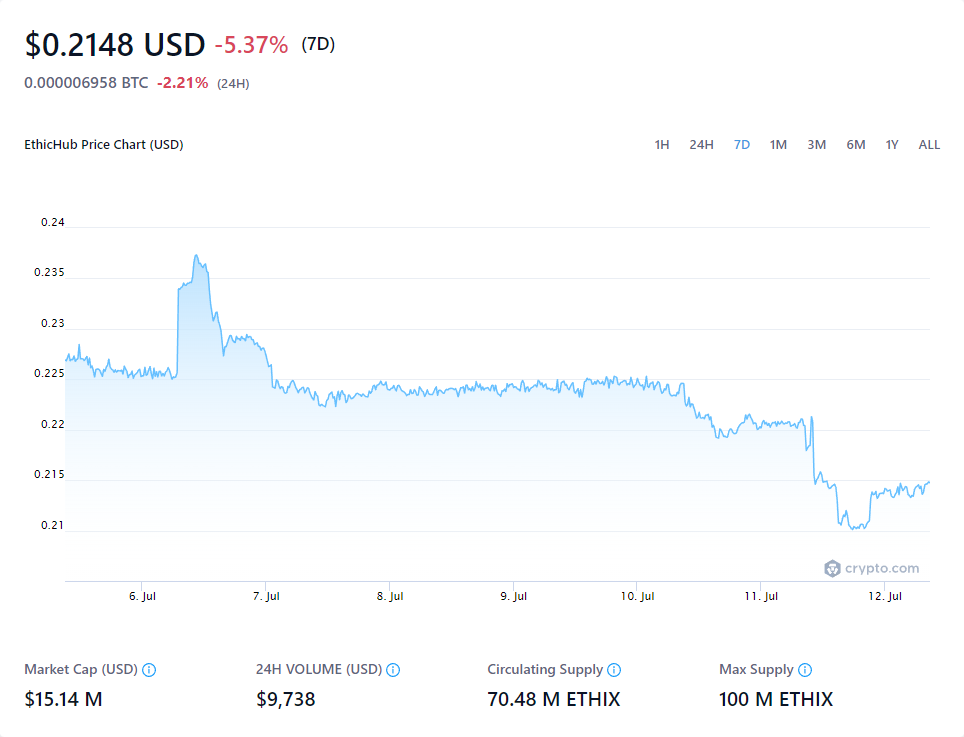 $0.2148 USD -5.37% (7D)
0.000006958 BTC -2.21% (24H)
EthicHub Price Chart (USD) 1H 24H 7D 1M 3M 6M 1Y ALL
0.24
0.235
0.23
0.225
0.22
0.215
0.21
crypto.com
6. Jul 7. Jul 8. Jul 9. Jul 10. Jul 11. Jul 12. Jul
Market Cap (USD) 24H VOLUME (USD) Circulating Supply Max Supply
$15.14 M $9,738 70.48 M ETHIX 100 M ETHIX